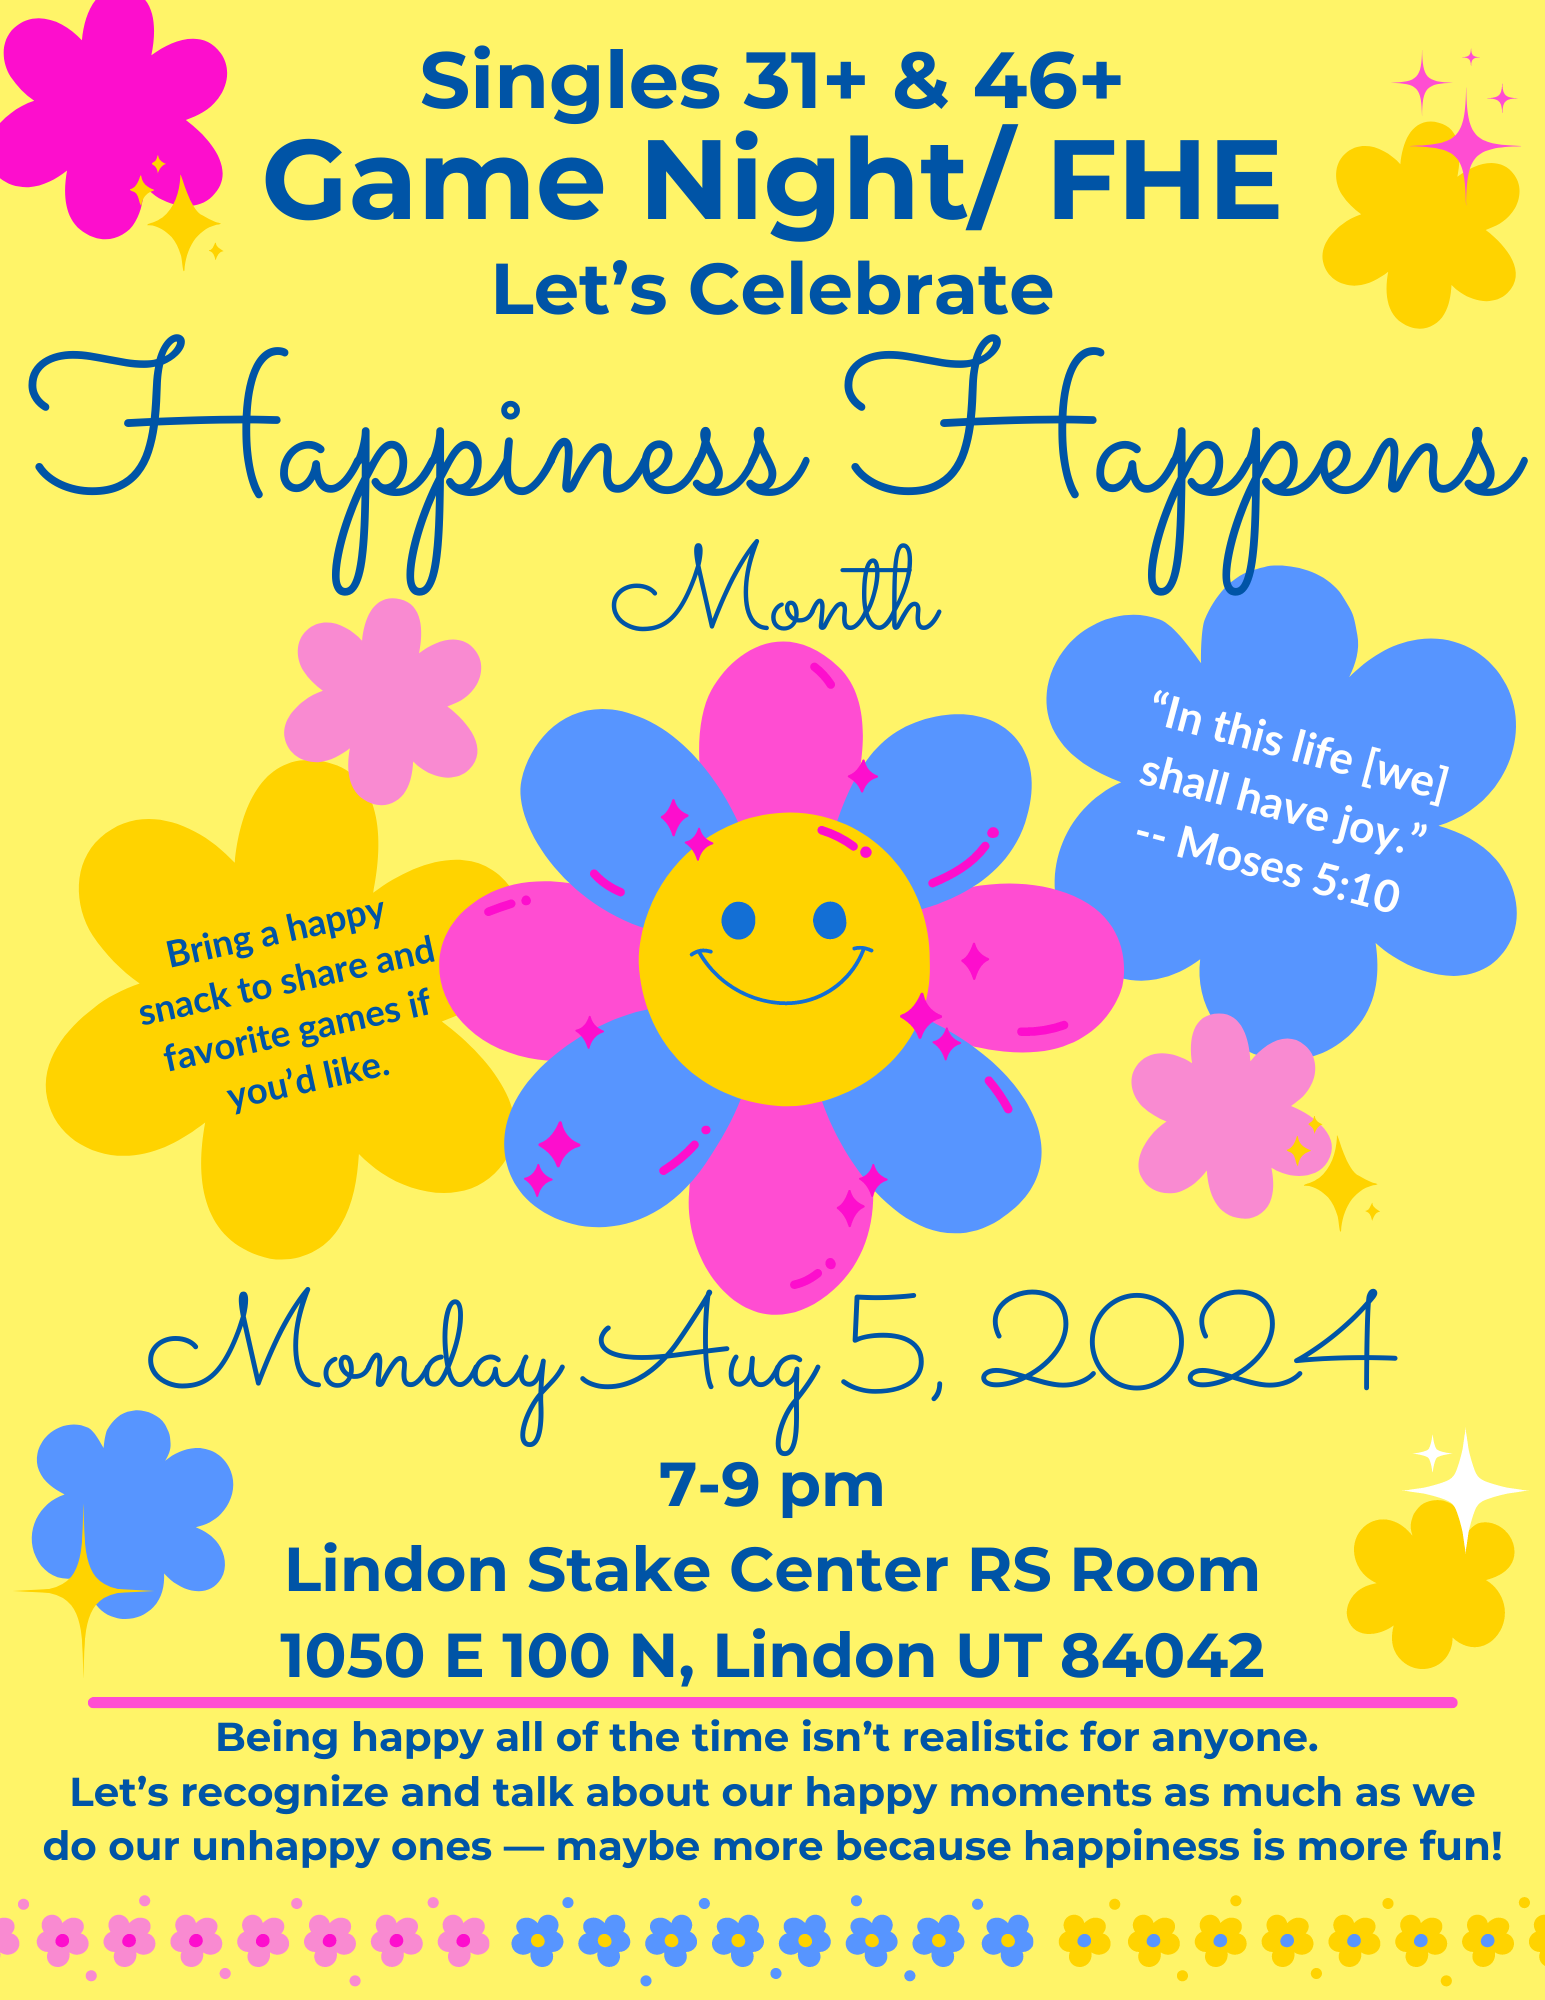 Singles 31+ & 46+
Game Night/ FHE
Let’s Celebrate
Happiness Happens
Month
“In this life [we]
shall have joy.”
-- Moses 5:10
Bring a happy
snack to share and
favorite games if
you’d like.
Monday Aug 5, 2024
7-9 pm
Lindon Stake Center RS Room
1050 E 100 N, Lindon UT 84042
Being happy all of the time isn’t realistic for anyone.
Let’s recognize and talk about our happy moments as much as we
do our unhappy ones — maybe more because happiness is more fun!